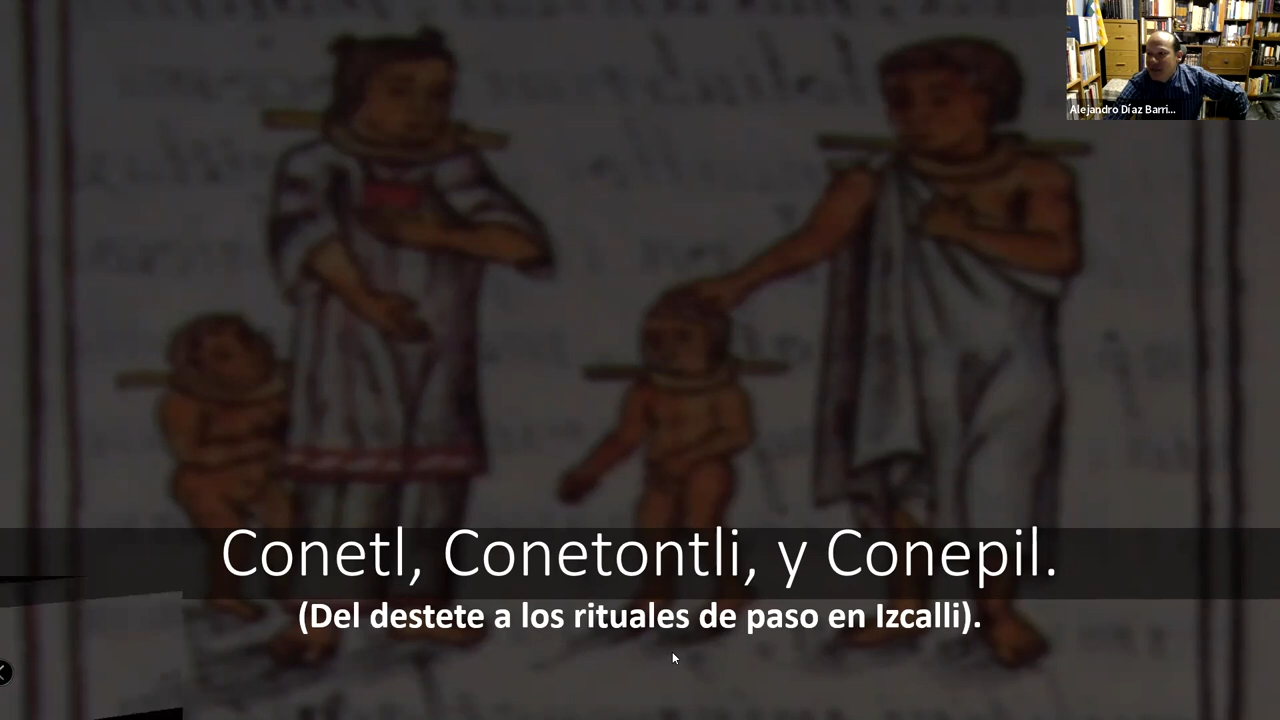 Alejandro Díaz Barri...
Conetl, Conetontli, y Conepil.
(Del destete a los rituales de paso en Izcalli).